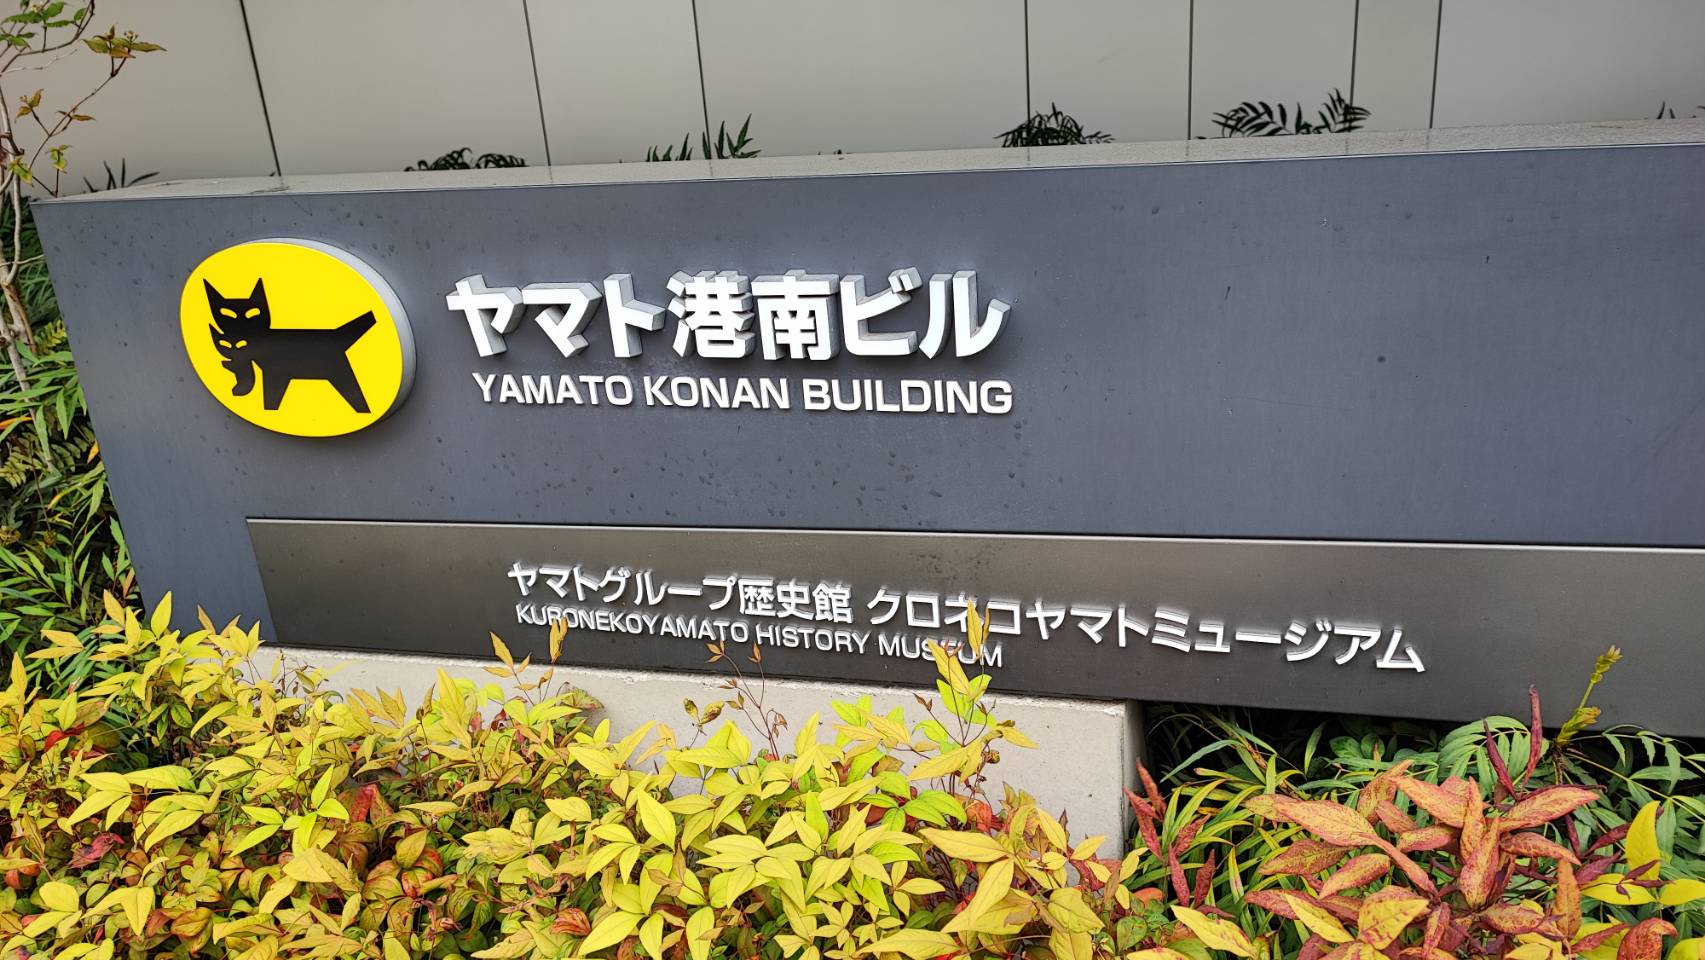 ヤマト港南ビル
YAMATO KONAN BUILDING
ヤマトグループ歴史館 クロネコヤマトミュージアム
KURONEKOYAMATO HISTORY MUSEUM